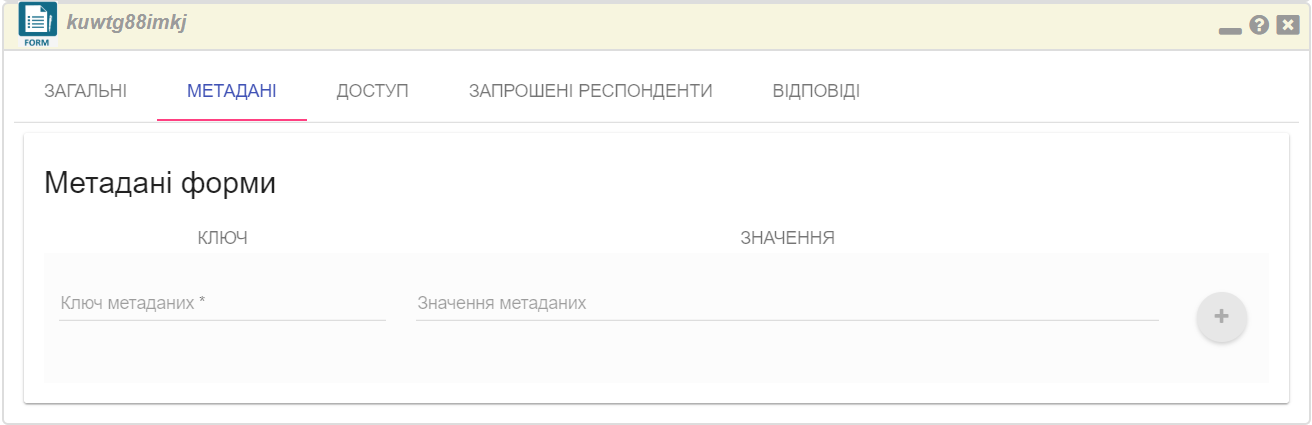 kuwtg88imkj
FORM
ЗАГАЛЬНІ МЕТАДАНІ ДОСТУП ЗАПРОШЕНІ РЕСПОНДЕНТИ ВІДПОВІДІ
Метадані форми
КЛЮЧ ЗНАЧЕННЯ
Ключ метаданих * Значення метаданих